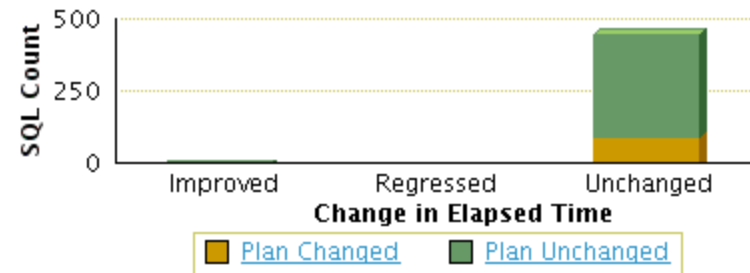 500
SQL Count
250
0
Improved Regressed Unchanged
Change in Elapsed Time
Plan Changed Plan Unchanged